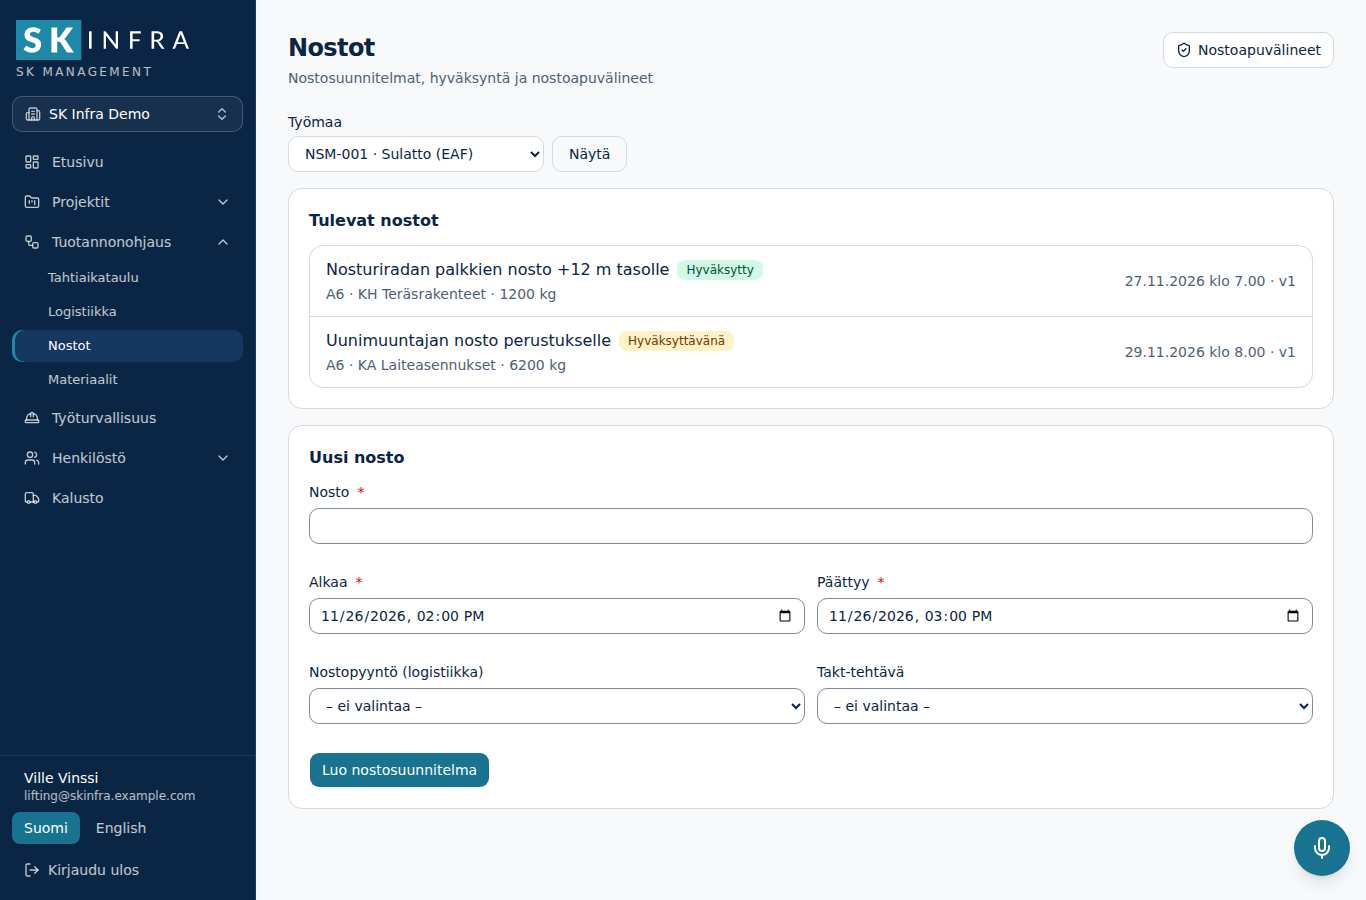 SK INFRA
SK MANAGEMENT
SK Infra Demo
Etusivu
Projektit
Tuotannonohjaus
Tahtiaikataulu
Logistiikka
Nostot
Materiaalit
Työturvallisuus
Henkilöstö
Kalusto
Ville Vinssi
lifting@skinfra.example.com
Suomi English
Kirjaudu ulos
Nostot
Nostosuunnitelmat, hyväksyntä ja nostoapuvälineet
Nostoapuvälineet
Työmaa
NSM-001 · Sulatto (EAF) Näytä
Tulevat nostot
Nosturiradan palkkien nosto +12 m tasolle Hyväksytty
A6 · KH Teräsrakenteet · 1200 kg
27.11.2026 klo 7.00 · v1
Uunimuuntajan nosto perustukselle Hyväksyttävänä
A6 · KA Laiteasennukset · 6200 kg
29.11.2026 klo 8.00 · v1
Uusi nosto
Nosto *
Alkaa * Päättyy *
11/26/2026, 02:00 PM 11/26/2026, 03:00 PM
Nostopyyntö (logistiikka) Takt-tehtävä
– ei valintaa – – ei valintaa –
Luo nostosuunnitelma